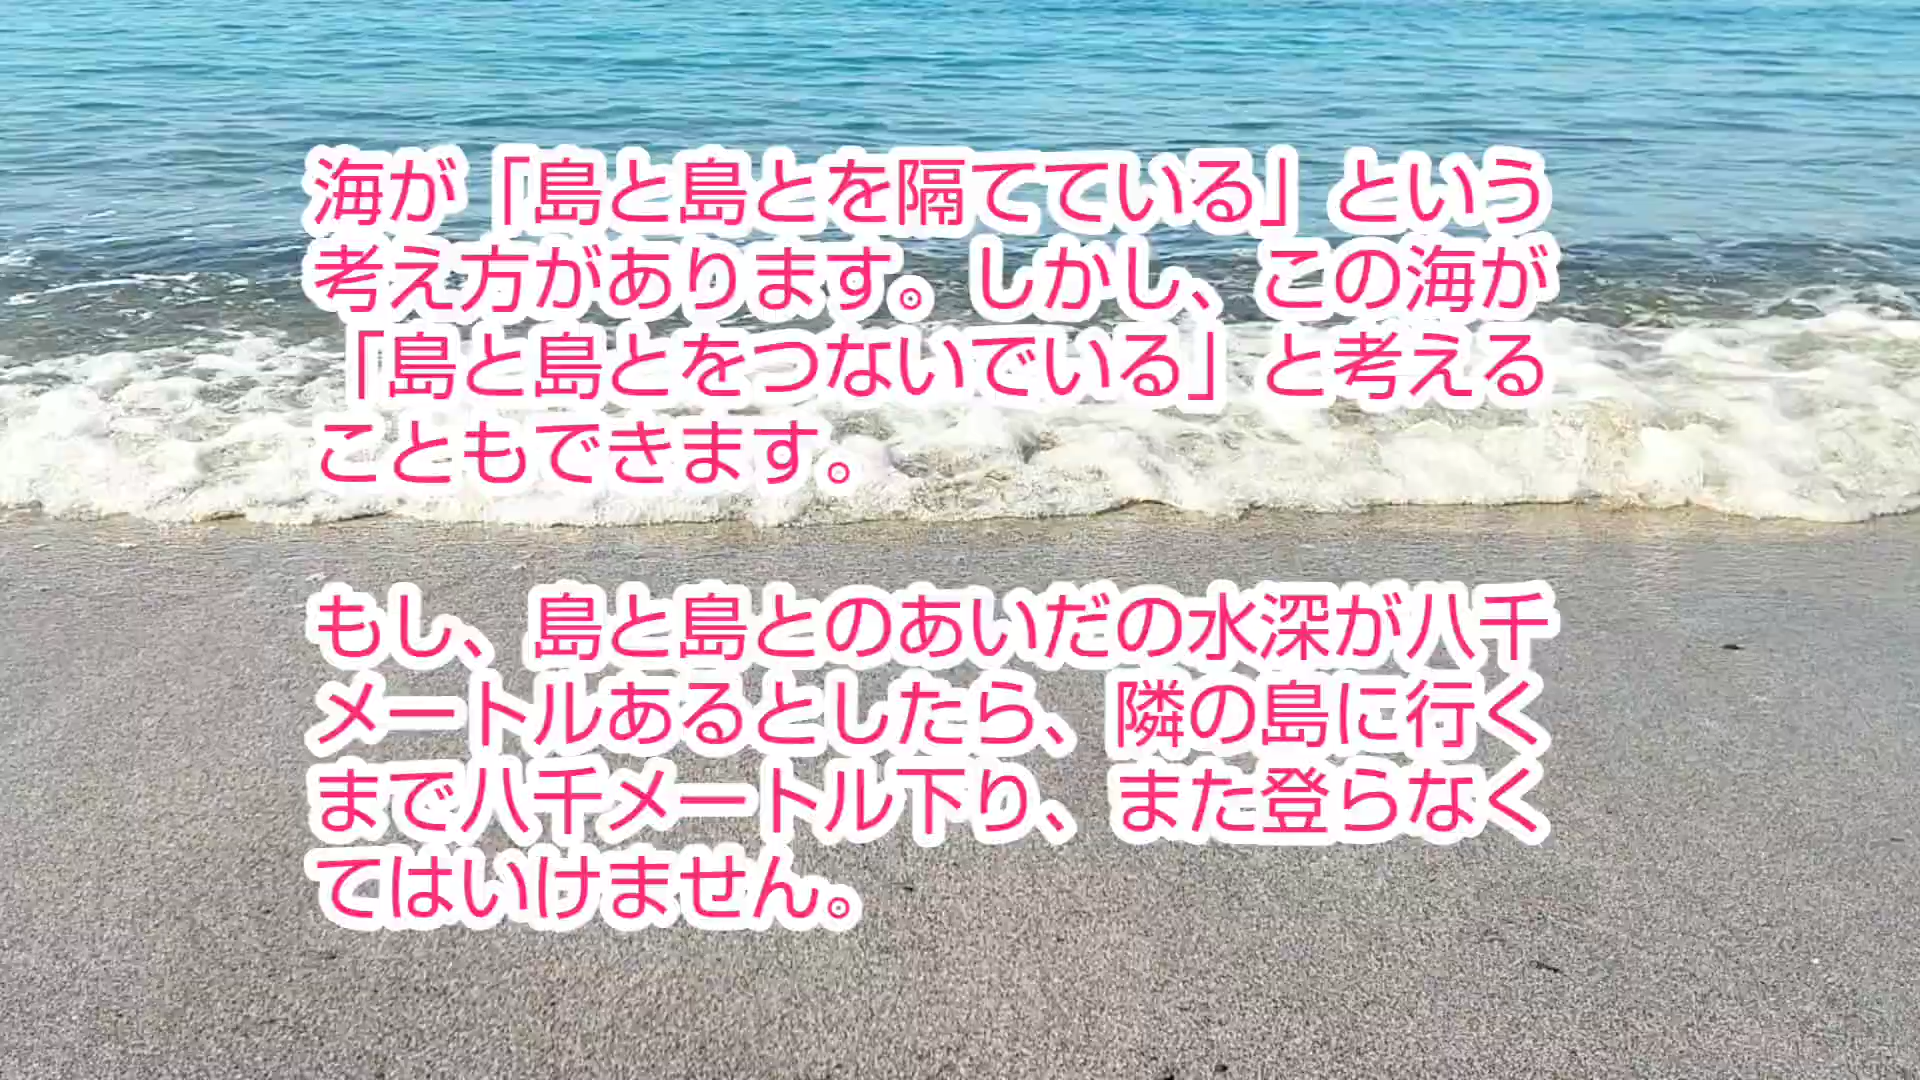 海が「島と島とを隔てている」という
考え方があります。しかし、この海が
「島と島とをつないでいる」と考える
こともできます。
もし、島と島とのあいだの水深が八千
メートルあるとしたら、隣の島に行く
まで八千メートル下り、また登らなく
てはいけません。